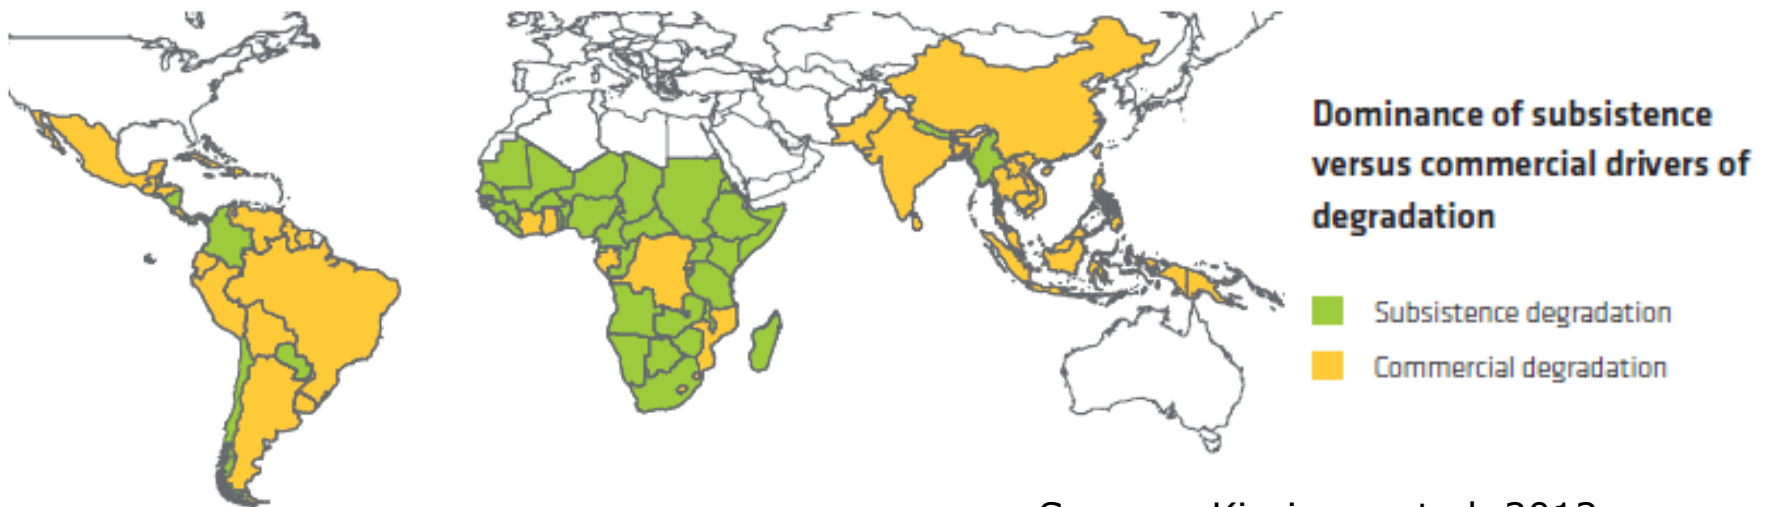 Dominance of subsistence
versus commercial drivers of
degradation
Subsistence degradation
Commercial degradation